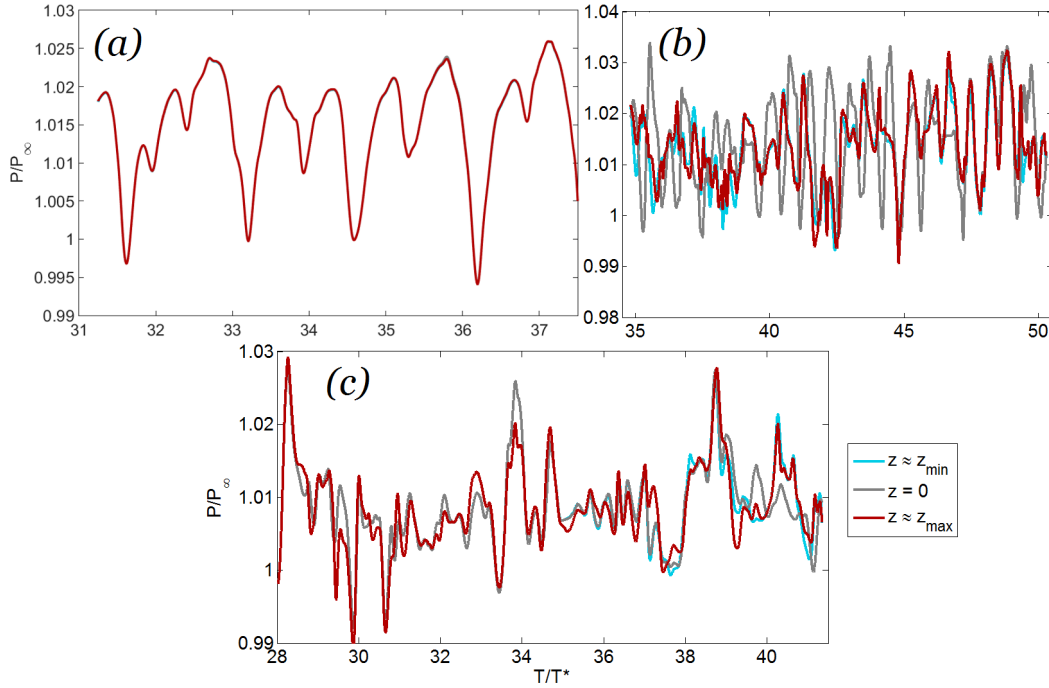 (a)
P/P∞
1.03
1.025
1.02
1.015
1.01
1.005
1
0.995
0.99
31 32 33 34 35 36 37
(b)
1.04
1.03
1.02
1.01
1
0.99
0.98
35 40 45 50
(c)
P/P∞
1.03
1.02
1.01
1
0.99
28 30 32 34 36 38 40
T/T*
z ≈ zmin
z = 0
z ≈ zmax